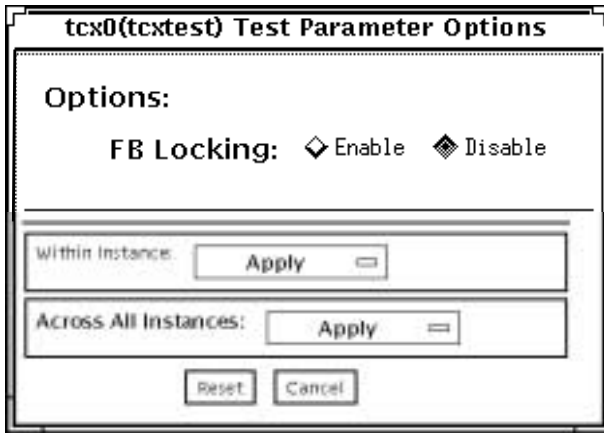 tcx0(tcxtest) Test Parameter Options
Options:
FB Locking: Enable Disable
Within Instance: Apply
Across All Instances: Apply
Reset Cancel